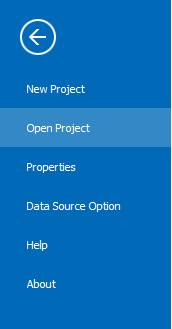 New Project
Open Project
Properties
Data Source Option
Help
About